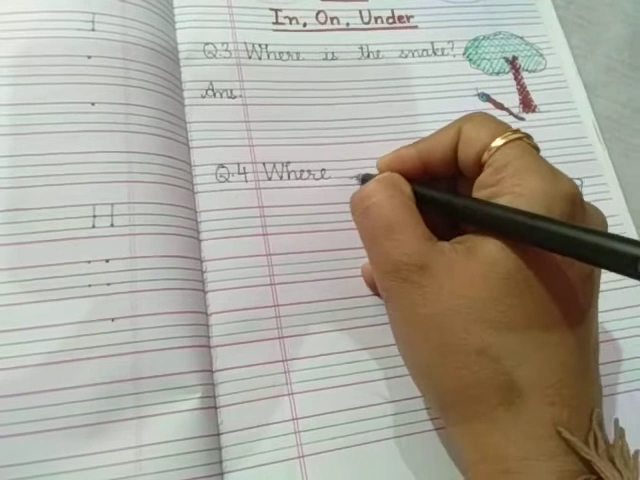 In, On, Under
Q.3 Where is the snake?
Ans.
Q.4 Where